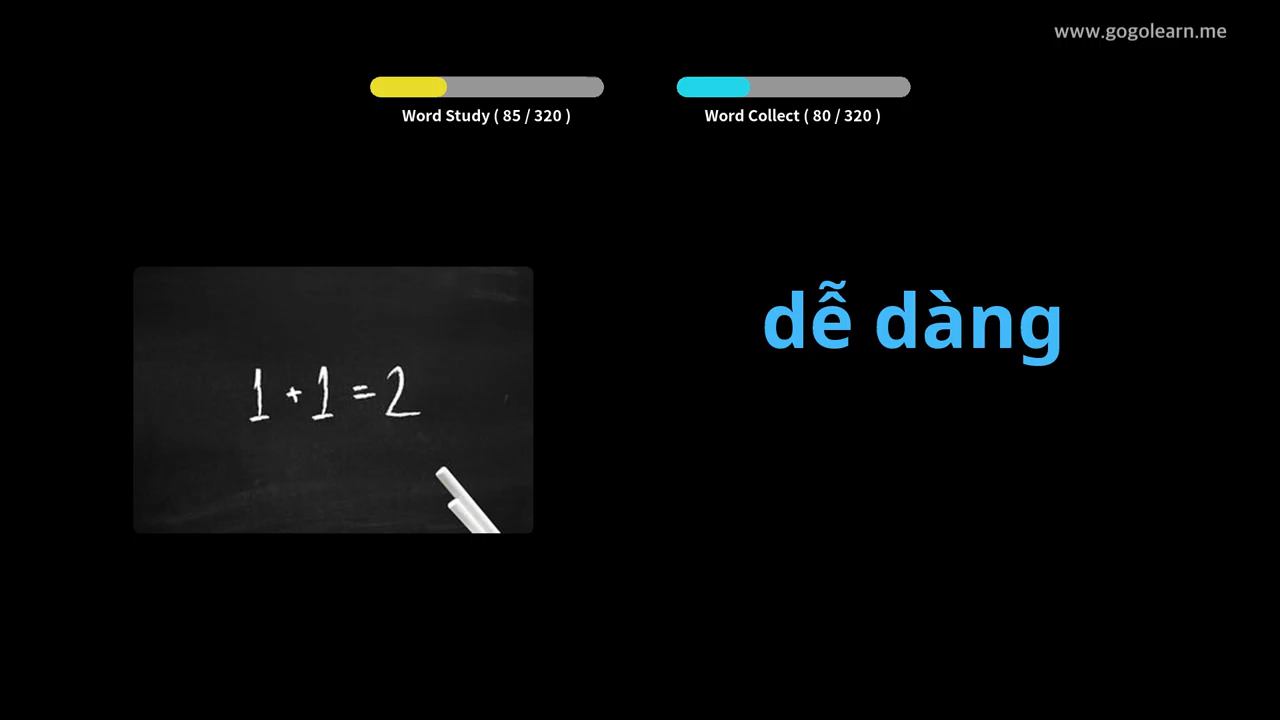 www.gogolearn.me
Word Study ( 85 / 320 )
Word Collect ( 80 / 320 )
dễ dàng
1 + 1 = 2